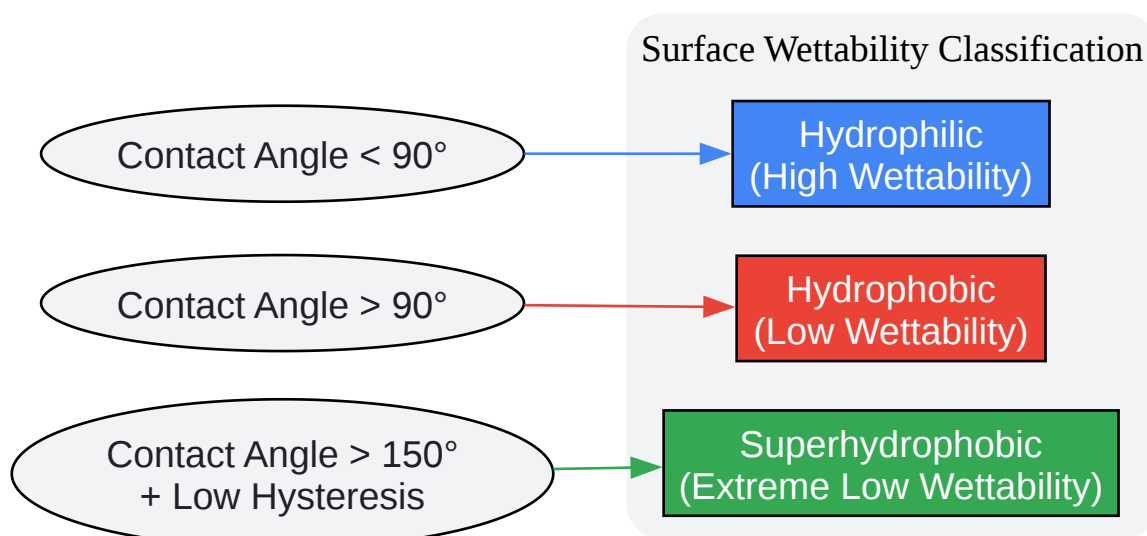 Surface Wettability Classification
Contact Angle < 90°
Hydrophilic
(High Wettability)
Contact Angle > 90°
Hydrophobic
(Low Wettability)
Contact Angle > 150°
+ Low Hysteresis
Superhydrophobic
(Extreme Low Wettability)